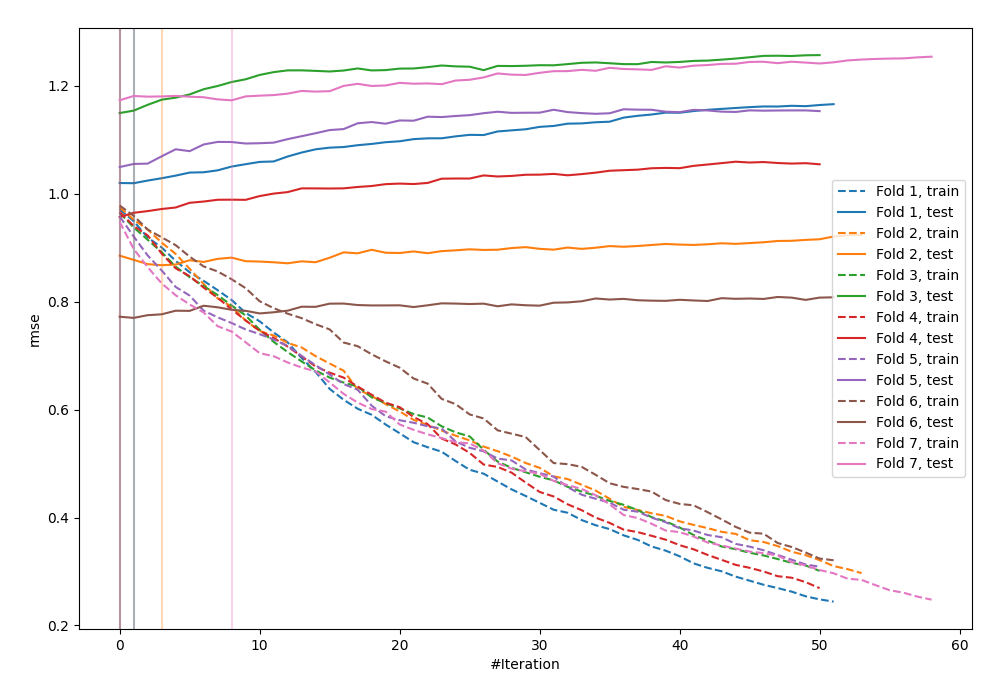 1.2
1.0
0.8
0.6
0.4
0.2
rmse
0
10
20
30
40
50
60
#Iteration
Fold 1, train
Fold 1, test
Fold 2, train
Fold 2, test
Fold 3, train
Fold 3, test
Fold 4, train
Fold 4, test
Fold 5, train
Fold 5, test
Fold 6, train
Fold 6, test
Fold 7, train
Fold 7, test